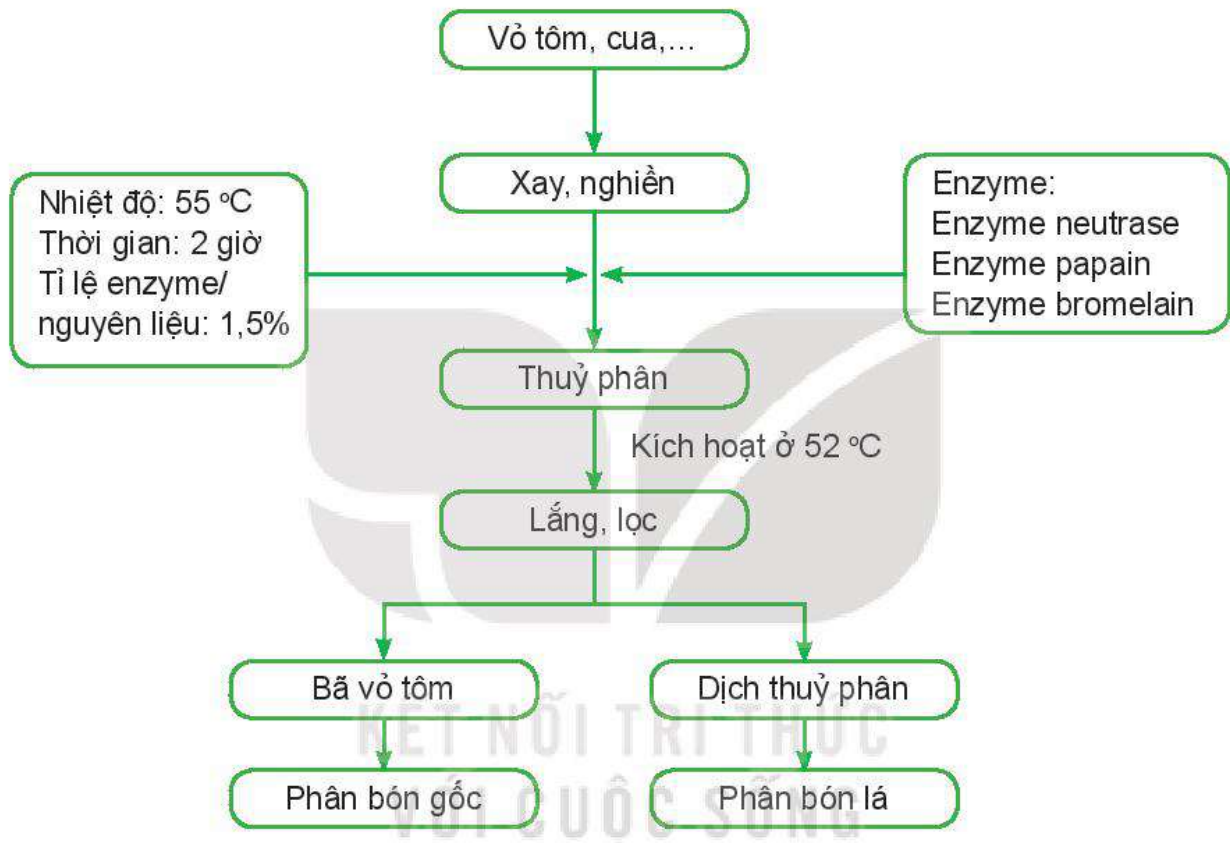 Vỏ tôm, cua,...
Xay, nghiền
Nhiệt độ: 55 °C
Thời gian: 2 giờ
Tỉ lệ enzyme/
nguyên liệu: 1,5%
Enzyme:
Enzyme neutrase
Enzyme papain
Enzyme bromelain
Thuỷ phân
Kích hoạt ở 52 °C
Lắng, lọc
Bã vỏ tôm
Dịch thuỷ phân
KẾT NỐI TRI THỨC
Phân bón gốc
Phân bón lá
VỚI CUỘC SỐNG